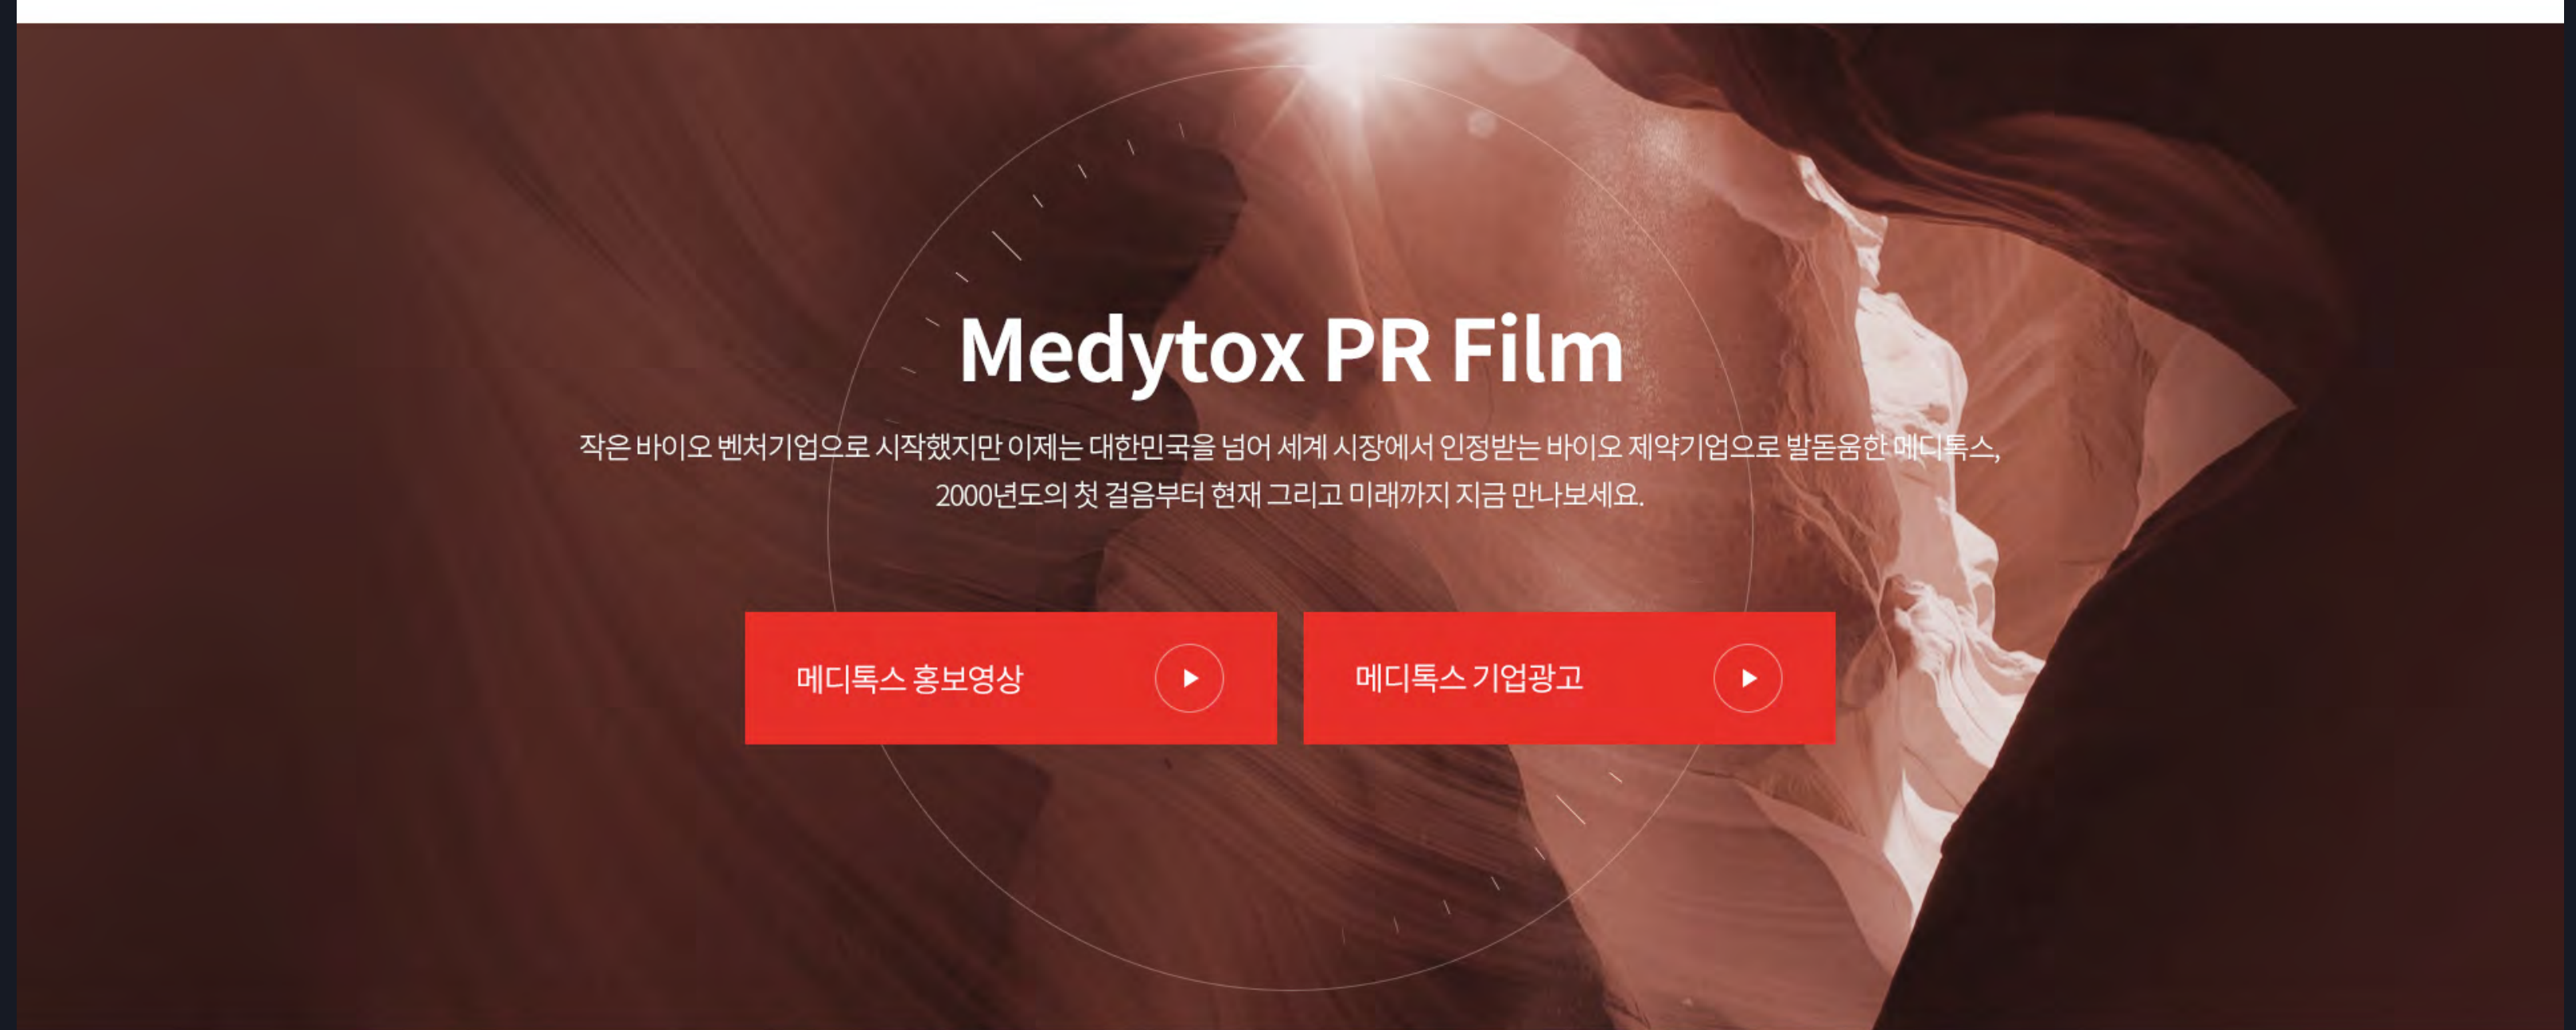 Medytox PR Film
작은 바이오 벤처기업으로 시작했지만 이제는 대한민국을 넘어 세계 시장에서 인정받는 바이오 제약기업으로 발돋움한 메디톡스,
2000년도의 첫 걸음부터 현재 그리고 미래까지 지금 만나보세요.
메디톡스 홍보영상
메디톡스 기업광고